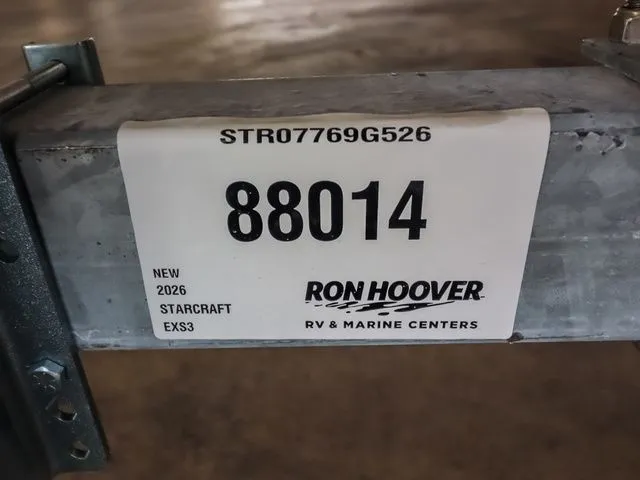 STR07769G526
88014
NEW
2026
STARCRAFT
EXS3
RON HOOVER
RV & MARINE CENTERS